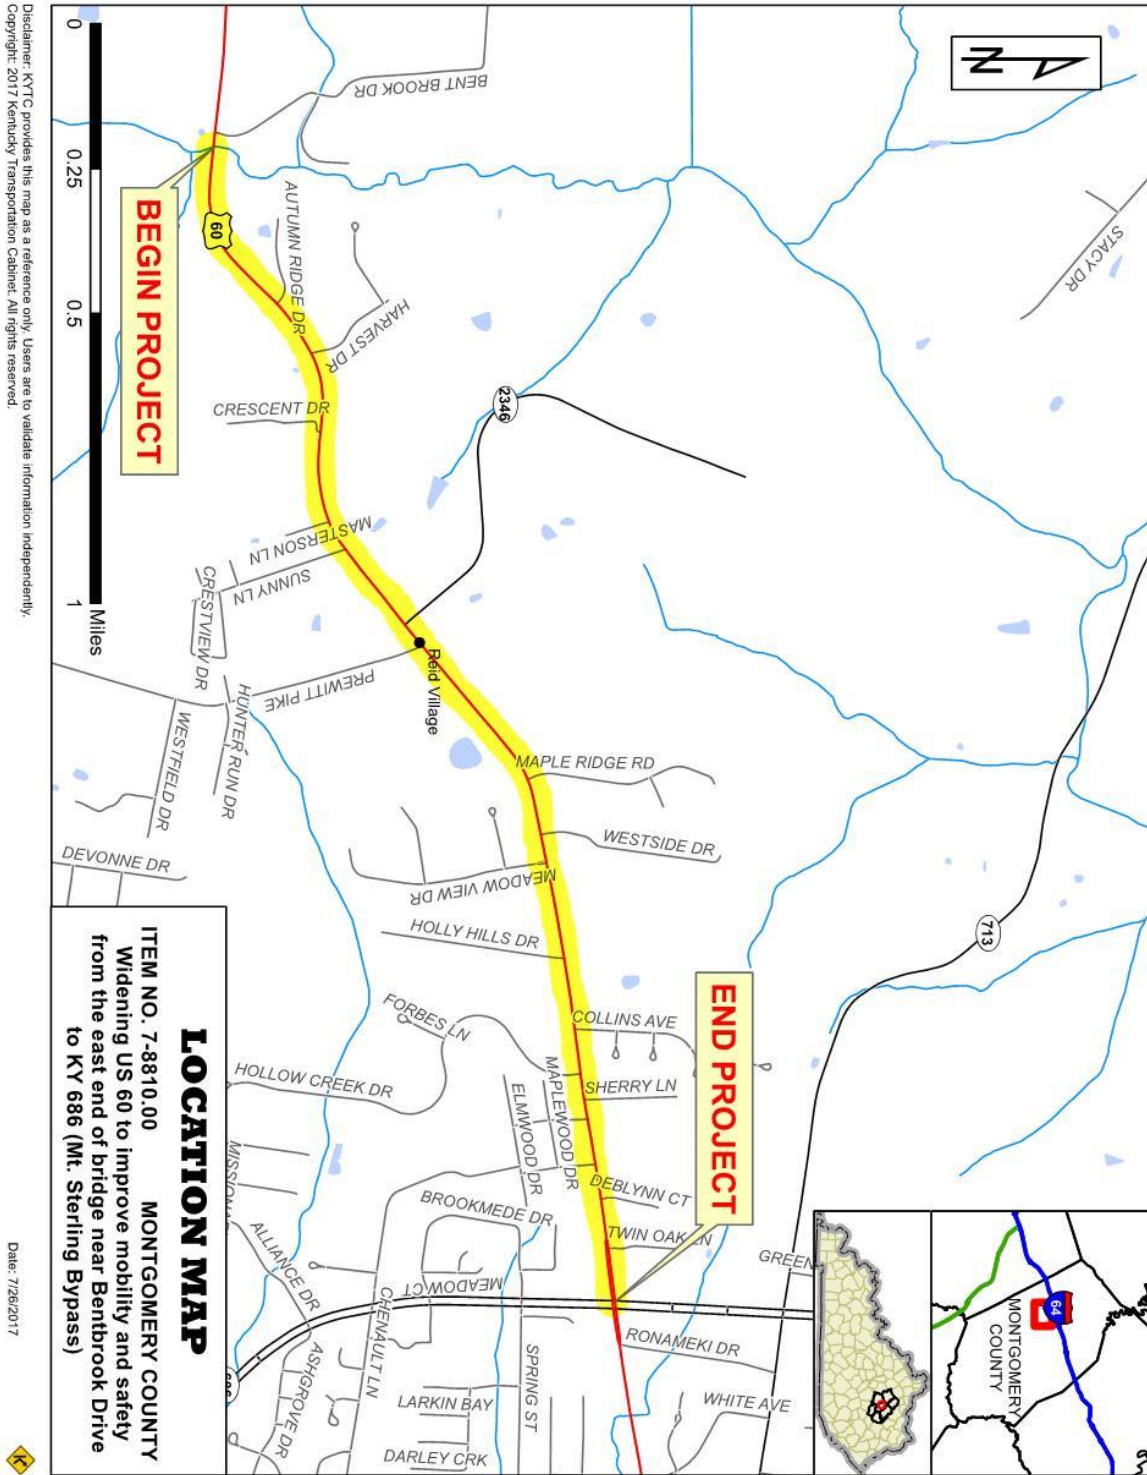 BENT BROOK DR
STACY DR
60
AUTUMN RIDGE DR
HARVEST DR
CRESCENT DR
2346
BEGIN PROJECT
MASTERSON LN
SUNNY LN
CRESTVIEW DR
PREWITT PIKE
Reid Village
HUNTER RUN DR
WESTFIELD DR
DEVONNE DR
MAPLE RIDGE RD
WESTSIDE DR
MEADOW VIEW DR
HOLLY HILLS DR
713
END PROJECT
COLLINS AVE
SHERRY LN
FORBES LN
MAPLEWOOD DR
ELMWOOD DR
HOLLOW CREEK DR
DEBLYNN CT
TWIN OAK LN
BROOKMEDE DR
MEADOW CT
GREEN
RONAMEKI DR
ALLIANCE DR
CHENAULT LN
SPRING ST
WHITE AVE
ASHGROVE DR
LARKIN BAY
DARLEY CRK
N
0 0.25 0.5 1 Miles
64
MONTGOMERY
COUNTY
LOCATION MAP
ITEM NO. 7-8810.00 MONTGOMERY COUNTY
Widening US 60 to improve mobility and safety
from the east end of bridge near Bentbrook Drive
to KY 686 (Mt. Sterling Bypass)
Disclaimer: KYTC provides this map as a reference only. Users are to validate information independently.
Copyright: 2017 Kentucky Transportation Cabinet. All rights reserved.
Date: 7/26/2017